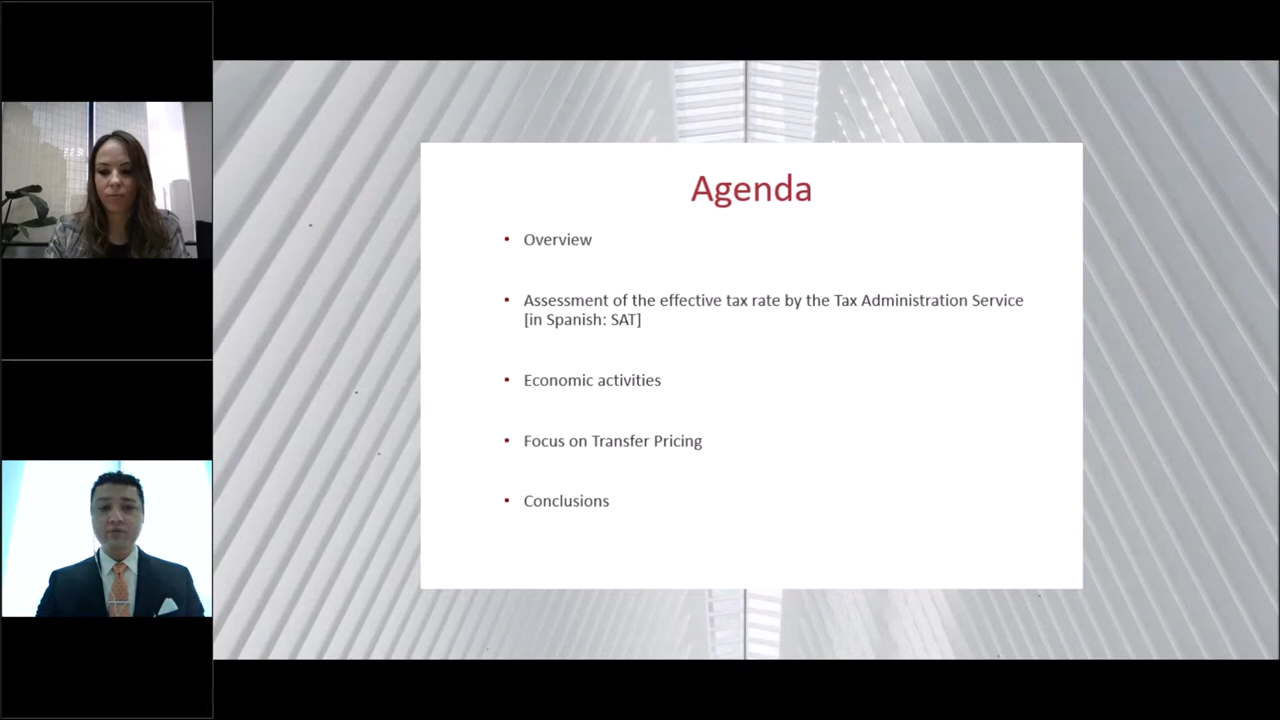 Agenda
• Overview
• Assessment of the effective tax rate by the Tax Administration Service
[in Spanish: SAT]
• Economic activities
• Focus on Transfer Pricing
• Conclusions